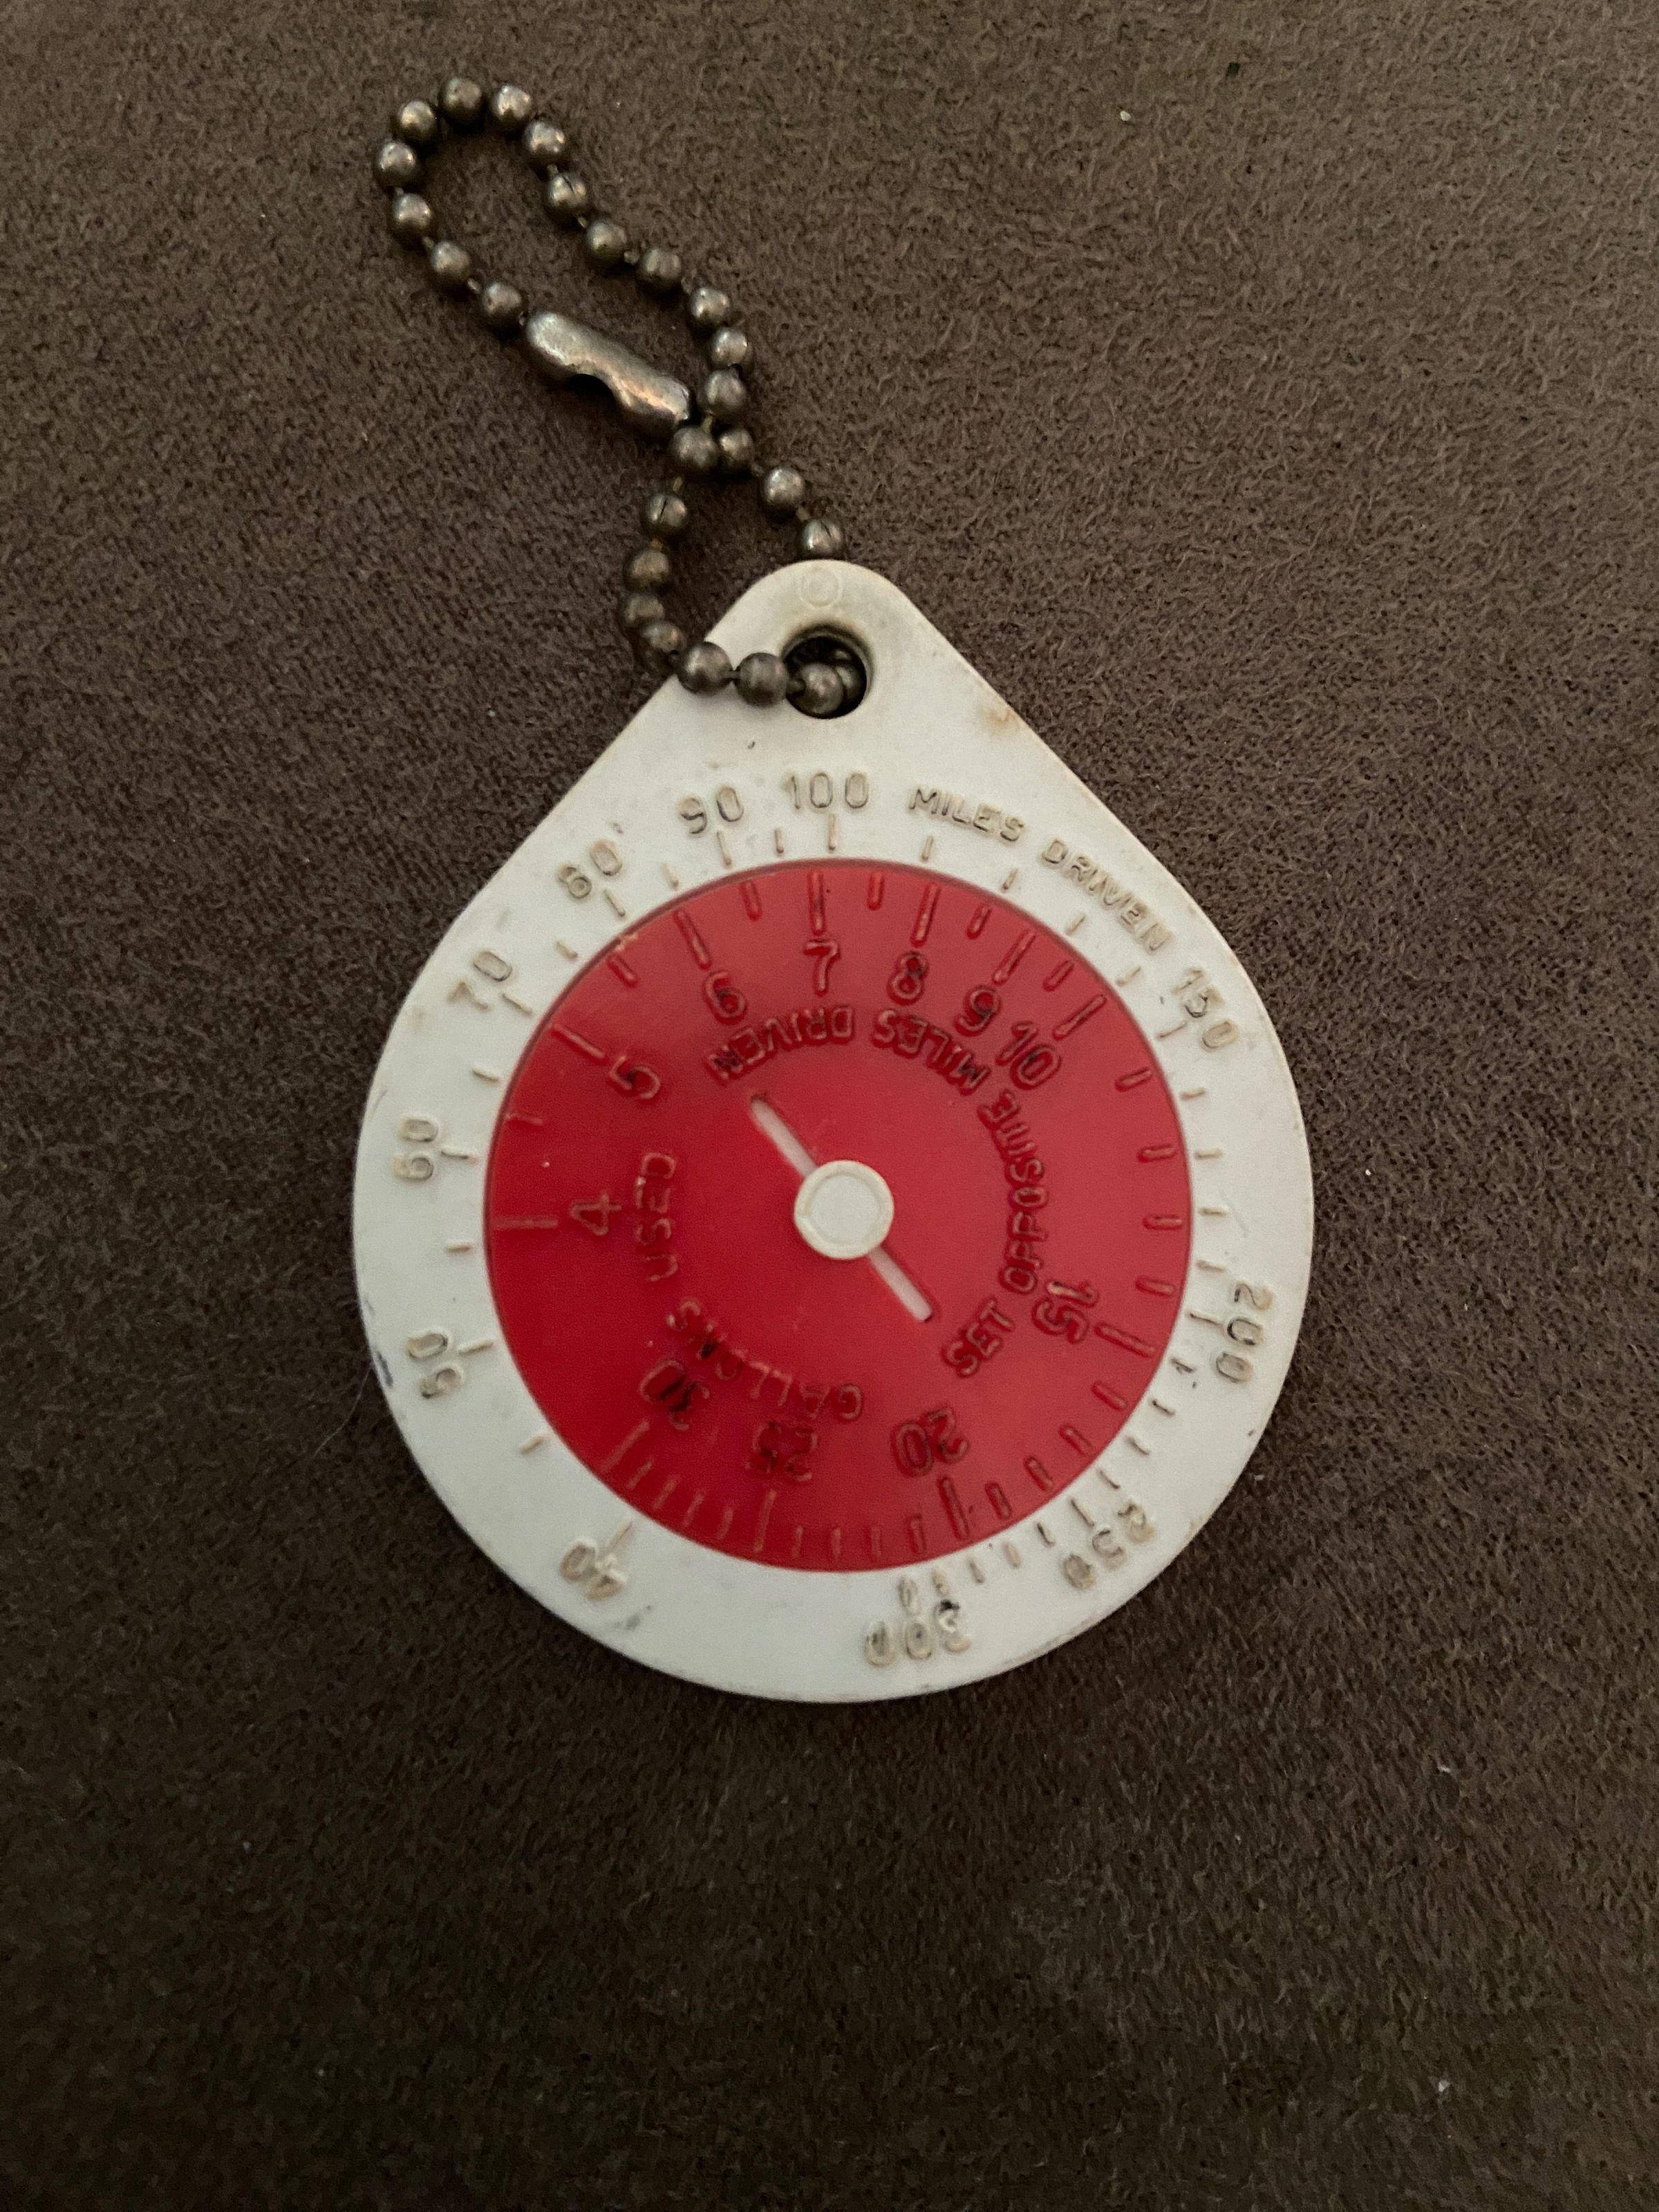 40 50 60 70 80 90 100 MILES DRIVEN 150 200 250 300
4 5 6 7 8 9 10 15 20 25 30
GALLONS USED
SET OPPOSITE MILES DRIVEN